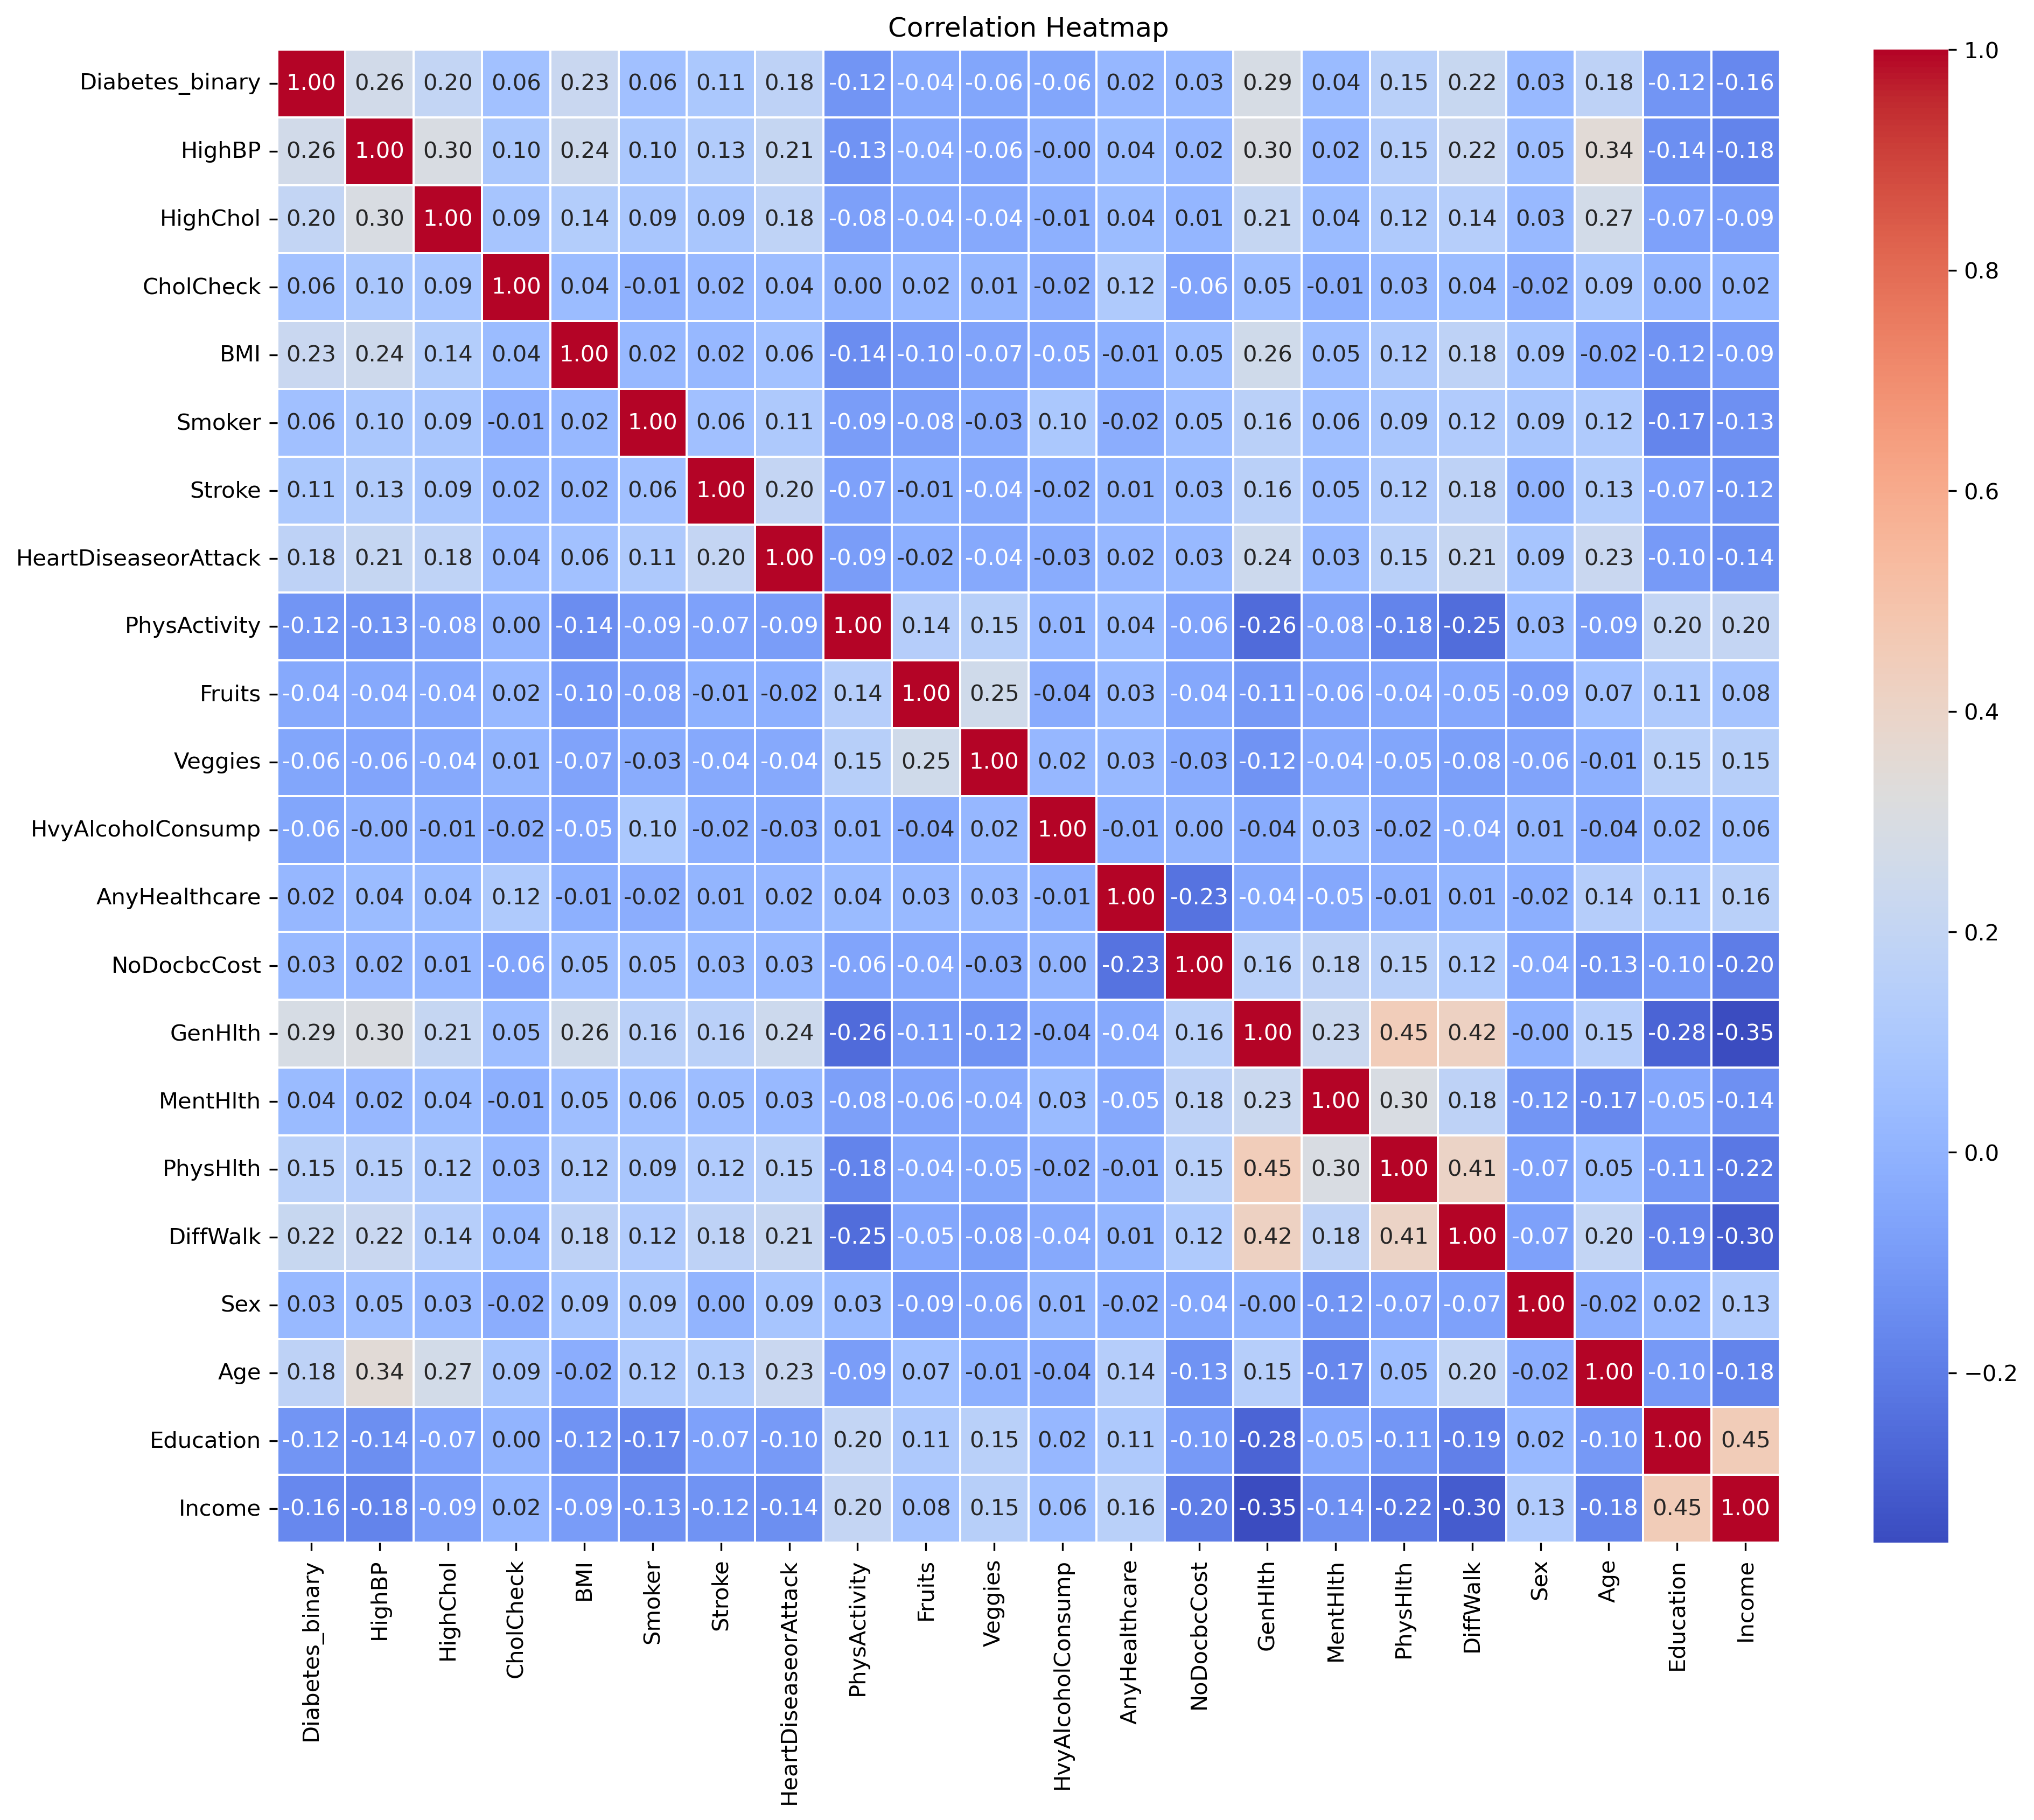 Correlation Heatmap
Diabetes_binary 1.00 0.26 0.20 0.06 0.23 0.06 0.11 0.18 -0.12 -0.04 -0.06 -0.06 0.02 0.03 0.29 0.04 0.15 0.22 0.03 0.18 -0.12 -0.16
HighBP 0.26 1.00 0.30 0.10 0.24 0.10 0.13 0.21 -0.13 -0.04 -0.06 -0.00 0.04 0.02 0.30 0.02 0.15 0.22 0.05 0.34 -0.14 -0.18
HighChol 0.20 0.30 1.00 0.09 0.14 0.09 0.09 0.18 -0.08 -0.04 -0.04 -0.01 0.04 0.01 0.21 0.04 0.12 0.14 0.03 0.27 -0.07 -0.09
CholCheck 0.06 0.10 0.09 1.00 0.04 -0.01 0.02 0.04 0.00 0.02 0.01 -0.02 0.12 -0.06 0.05 -0.01 0.03 0.04 -0.02 0.09 0.00 0.02
BMI 0.23 0.24 0.14 0.04 1.00 0.02 0.02 0.06 -0.14 -0.10 -0.07 -0.05 -0.01 0.05 0.26 0.05 0.12 0.18 0.09 -0.02 -0.12 -0.09
Smoker 0.06 0.10 0.09 -0.01 0.02 1.00 0.06 0.11 -0.09 -0.08 -0.03 0.10 -0.02 0.05 0.16 0.06 0.09 0.12 0.09 0.12 -0.17 -0.13
Stroke 0.11 0.13 0.09 0.02 0.02 0.06 1.00 0.20 -0.07 -0.01 -0.04 -0.02 0.01 0.03 0.16 0.05 0.12 0.18 0.00 0.13 -0.07 -0.12
HeartDiseaseorAttack 0.18 0.21 0.18 0.04 0.06 0.11 0.20 1.00 -0.09 -0.02 -0.04 -0.03 0.02 0.03 0.24 0.03 0.15 0.21 0.09 0.23 -0.10 -0.14
PhysActivity -0.12 -0.13 -0.08 0.00 -0.14 -0.09 -0.07 -0.09 1.00 0.14 0.15 0.01 0.04 -0.06 -0.26 -0.08 -0.18 -0.25 0.03 -0.09 0.20 0.20
Fruits -0.04 -0.04 -0.04 0.02 -0.10 -0.08 -0.01 -0.02 0.14 1.00 0.25 -0.04 0.03 -0.04 -0.11 -0.06 -0.04 -0.05 -0.09 0.07 0.11 0.08
Veggies -0.06 -0.06 -0.04 0.01 -0.07 -0.03 -0.04 -0.04 0.15 0.25 1.00 0.02 0.03 -0.03 -0.12 -0.04 -0.05 -0.08 -0.06 -0.01 0.15 0.15
HvyAlcoholConsump -0.06 -0.00 -0.01 -0.02 -0.05 0.10 -0.02 -0.03 0.01 -0.04 0.02 1.00 -0.01 0.00 -0.04 0.03 -0.02 -0.04 0.01 -0.04 0.02 0.06
AnyHealthcare 0.02 0.04 0.04 0.12 -0.01 -0.02 0.01 0.02 0.04 0.03 0.03 -0.01 1.00 -0.23 -0.04 -0.05 -0.01 0.01 -0.02 0.14 0.11 0.16
NoDocbcCost 0.03 0.02 0.01 -0.06 0.05 0.05 0.03 0.03 -0.06 -0.04 -0.03 0.00 -0.23 1.00 0.16 0.18 0.15 0.12 -0.04 -0.13 -0.10 -0.20
GenHlth 0.29 0.30 0.21 0.05 0.26 0.16 0.16 0.24 -0.26 -0.11 -0.12 -0.04 -0.04 0.16 1.00 0.23 0.45 0.42 -0.00 0.15 -0.28 -0.35
MentHlth 0.04 0.02 0.04 -0.01 0.05 0.06 0.05 0.03 -0.08 -0.06 -0.04 0.03 -0.05 0.18 0.23 1.00 0.30 0.18 -0.12 -0.17 -0.05 -0.14
PhysHlth 0.15 0.15 0.12 0.03 0.12 0.09 0.12 0.15 -0.18 -0.04 -0.05 -0.02 -0.01 0.15 0.45 0.30 1.00 0.41 -0.07 0.05 -0.11 -0.22
DiffWalk 0.22 0.22 0.14 0.04 0.18 0.12 0.18 0.21 -0.25 -0.05 -0.08 -0.04 0.01 0.12 0.42 0.18 0.41 1.00 -0.07 0.20 -0.19 -0.30
Sex 0.03 0.05 0.03 -0.02 0.09 0.09 0.00 0.09 0.03 -0.09 -0.06 0.01 -0.02 -0.04 -0.00 -0.12 -0.07 -0.07 1.00 -0.02 0.02 0.13
Age 0.18 0.34 0.27 0.09 -0.02 0.12 0.13 0.23 -0.09 0.07 -0.01 -0.04 0.14 -0.13 0.15 -0.17 0.05 0.20 -0.02 1.00 -0.10 -0.18
Education -0.12 -0.14 -0.07 0.00 -0.12 -0.17 -0.07 -0.10 0.20 0.11 0.15 0.02 0.11 -0.10 -0.28 -0.05 -0.11 -0.19 0.02 -0.10 1.00 0.45
Income -0.16 -0.18 -0.09 0.02 -0.09 -0.13 -0.12 -0.14 0.20 0.08 0.15 0.06 0.16 -0.20 -0.35 -0.14 -0.22 -0.30 0.13 -0.18 0.45 1.00
Diabetes_binary
HighBP
HighChol
CholCheck
BMI
Smoker
Stroke
HeartDiseaseorAttack
PhysActivity
Fruits
Veggies
HvyAlcoholConsump
AnyHealthcare
NoDocbcCost
GenHlth
MentHlth
PhysHlth
DiffWalk
Sex
Age
Education
Income
1.0
0.8
0.6
0.4
0.2
0.0
−0.2